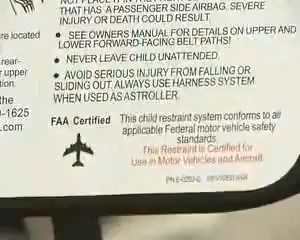 THAT HAS A PASSENGER SIDE AIRBAG. SEVERE
INJURY OR DEATH COULD RESULT.
• SEE OWNERS MANUAL FOR DETAILS ON UPPER AND
LOWER FORWARD-FACING BELT PATHS!
• NEVER LEAVE CHILD UNATTENDED.
• AVOID SERIOUS INJURY FROM FALLING OR
SLIDING OUT. ALWAYS USE HARNESS SYSTEM
WHEN USED AS STROLLER.
re located
rear-
r upper
tion.
the
-1625
.com
FAA Certified
This child restraint system conforms to all
applicable Federal motor vehicle safety
standards.
This Restraint is Certified for
Use in Motor Vehicles and Aircraft.
REVISED